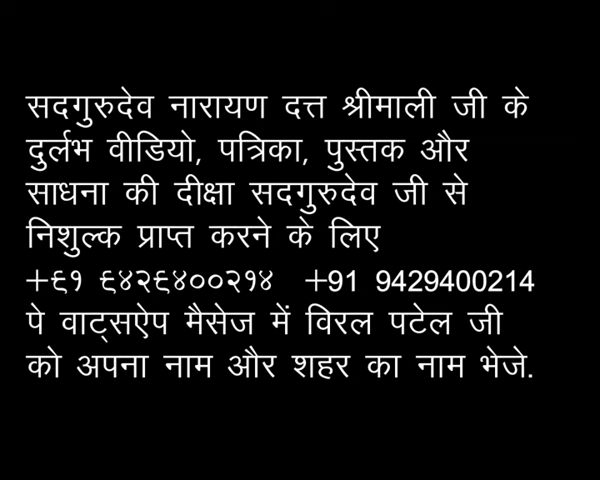 सदगुरुदेव नारायण दत्त श्रीमाली जी के
दुर्लभ वीडियो, पत्रिका, पुस्तक और
साधना की दीक्षा सदगुरुदेव जी से
निशुल्क प्राप्त करने के लिए
+९१ ९४२९४००२१४ +91 9429400214
पे वाट्सऐप मैसेज में विरल पटेल जी
को अपना नाम और शहर का नाम भेजे.